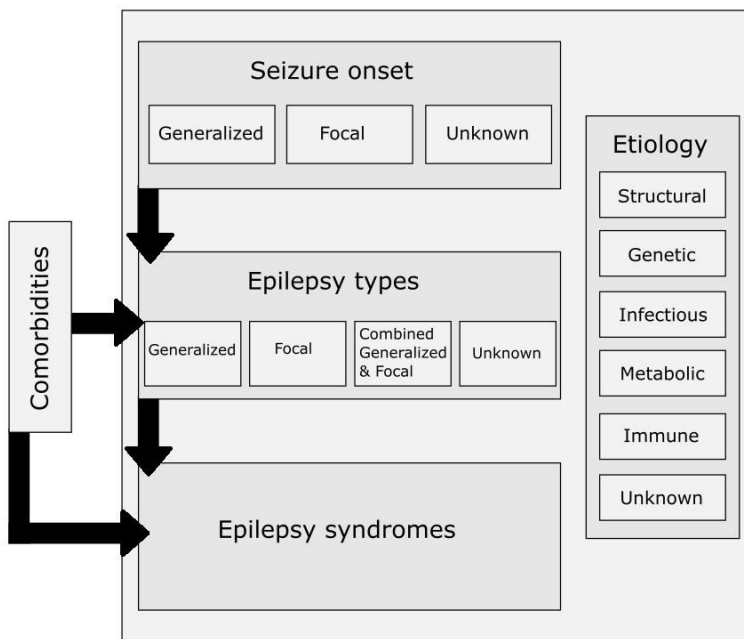 Seizure onset
Generalized
Focal
Unknown
Comorbidities
Epilepsy types
Generalized
Focal
Combined
Generalized
& Focal
Unknown
Epilepsy syndromes
Etiology
Structural
Genetic
Infectious
Metabolic
Immune
Unknown